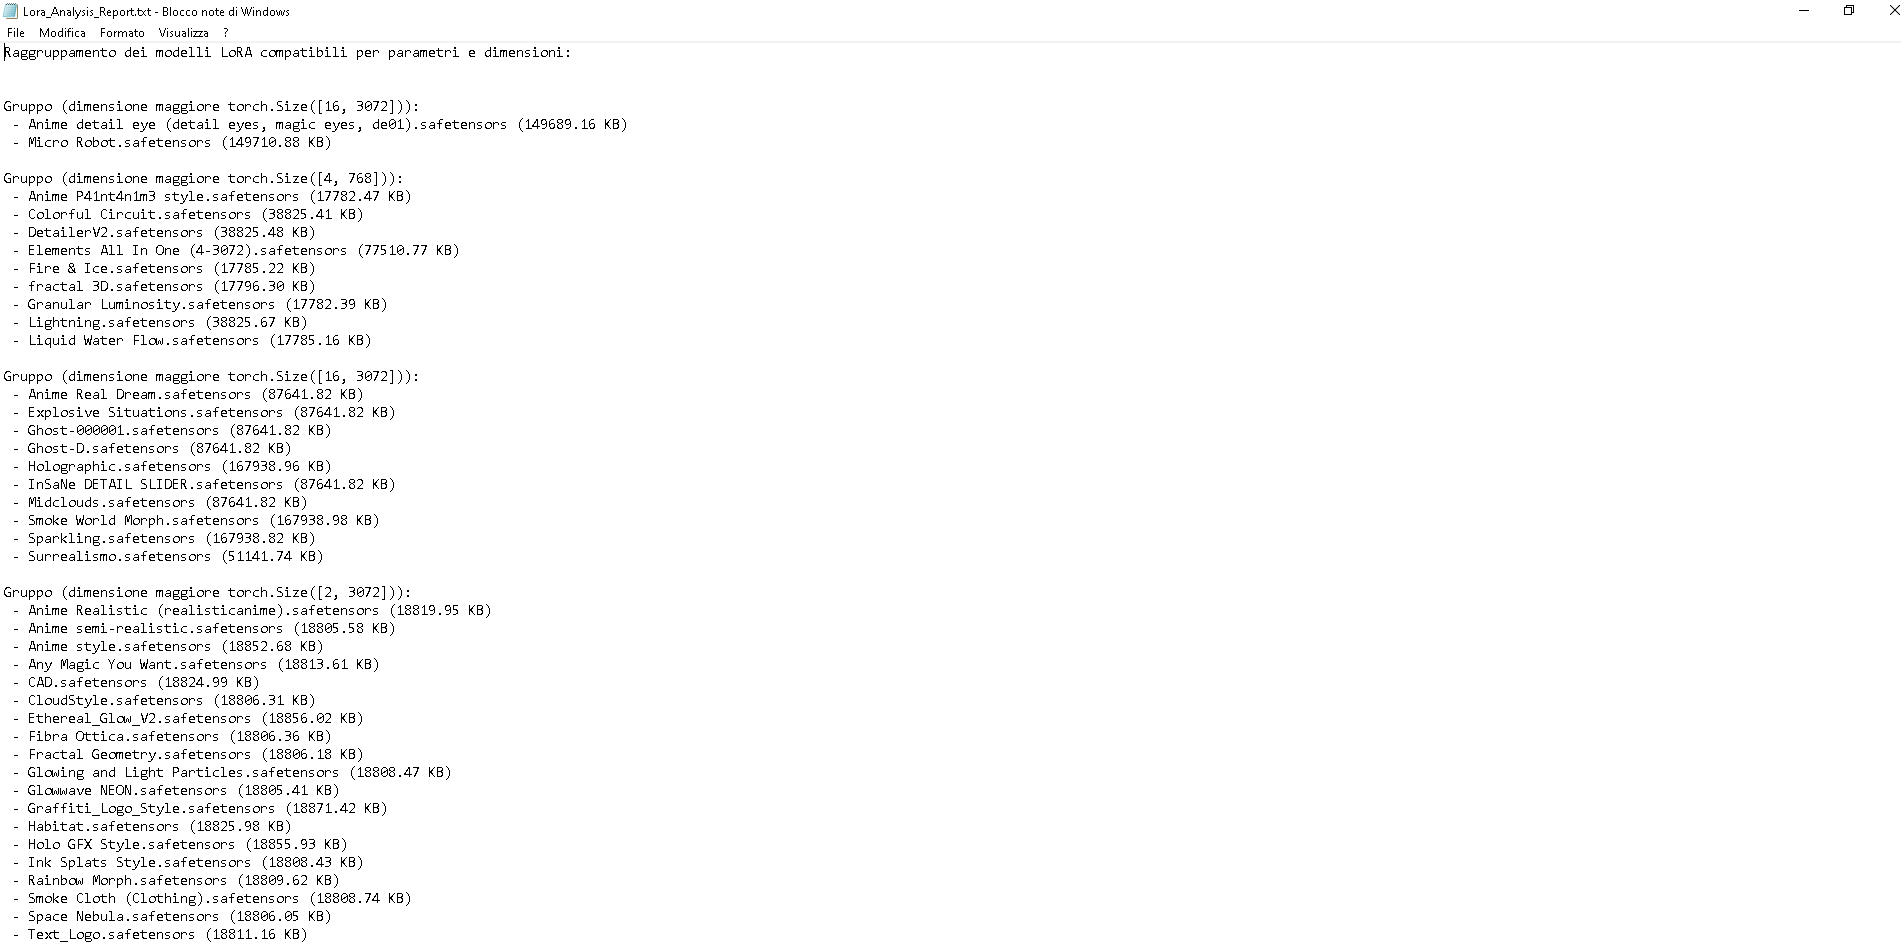 Lora_Analysis_Report.txt - Blocco note di Windows
File Modifica Formato Visualizza ?
Raggruppamento dei modelli LoRA compatibili per parametri e dimensioni:
Gruppo (dimensione maggiore torch.Size([16, 3072])):
- Anime detail eye (detail eyes, magic eyes, de01).safetensors (149689.16 KB)
- Micro Robot.safetensors (149710.88 KB)
Gruppo (dimensione maggiore torch.Size([4, 768])):
- Anime P41nt4n1m3 style.safetensors (17782.47 KB)
- Colorful Circuit.safetensors (38825.41 KB)
- DetailerV2.safetensors (38825.48 KB)
- Elements All In One (4-3072).safetensors (77510.77 KB)
- Fire & Ice.safetensors (17785.22 KB)
- fractal 3D.safetensors (17796.30 KB)
- Granular Luminosity.safetensors (17782.39 KB)
- Lightning.safetensors (38825.67 KB)
- Liquid Water Flow.safetensors (17785.16 KB)
Gruppo (dimensione maggiore torch.Size([16, 3072])):
- Anime Real Dream.safetensors (87641.82 KB)
- Explosive Situations.safetensors (87641.82 KB)
- Ghost-000001.safetensors (87641.82 KB)
- Ghost-D.safetensors (87641.82 KB)
- Holographic.safetensors (167938.96 KB)
- InSaNe DETAIL SLIDER.safetensors (87641.82 KB)
- Midclouds.safetensors (87641.82 KB)
- Smoke World Morph.safetensors (167938.98 KB)
- Sparkling.safetensors (167938.82 KB)
- Surrealismo.safetensors (51141.74 KB)
Gruppo (dimensione maggiore torch.Size([2, 3072])):
- Anime Realistic (realisticanime).safetensors (18819.95 KB)
- Anime semi-realistic.safetensors (18805.58 KB)
- Anime style.safetensors (18852.68 KB)
- Any Magic You Want.safetensors (18813.61 KB)
- CAD.safetensors (18824.99 KB)
- CloudStyle.safetensors (18806.31 KB)
- Ethereal_Glow_V2.safetensors (18856.02 KB)
- Fibra Ottica.safetensors (18806.36 KB)
- Fractal Geometry.safetensors (18806.18 KB)
- Glowing and Light Particles.safetensors (18808.47 KB)
- Glowwave NEON.safetensors (18805.41 KB)
- Graffiti_Logo_Style.safetensors (18871.42 KB)
- Habitat.safetensors (18825.98 KB)
- Holo GFX Style.safetensors (18855.93 KB)
- Ink Splats Style.safetensors (18808.43 KB)
- Rainbow Morph.safetensors (18809.62 KB)
- Smoke Cloth (Clothing).safetensors (18808.74 KB)
- Space Nebula.safetensors (18806.05 KB)
- Text_Logo.safetensors (18811.16 KB)